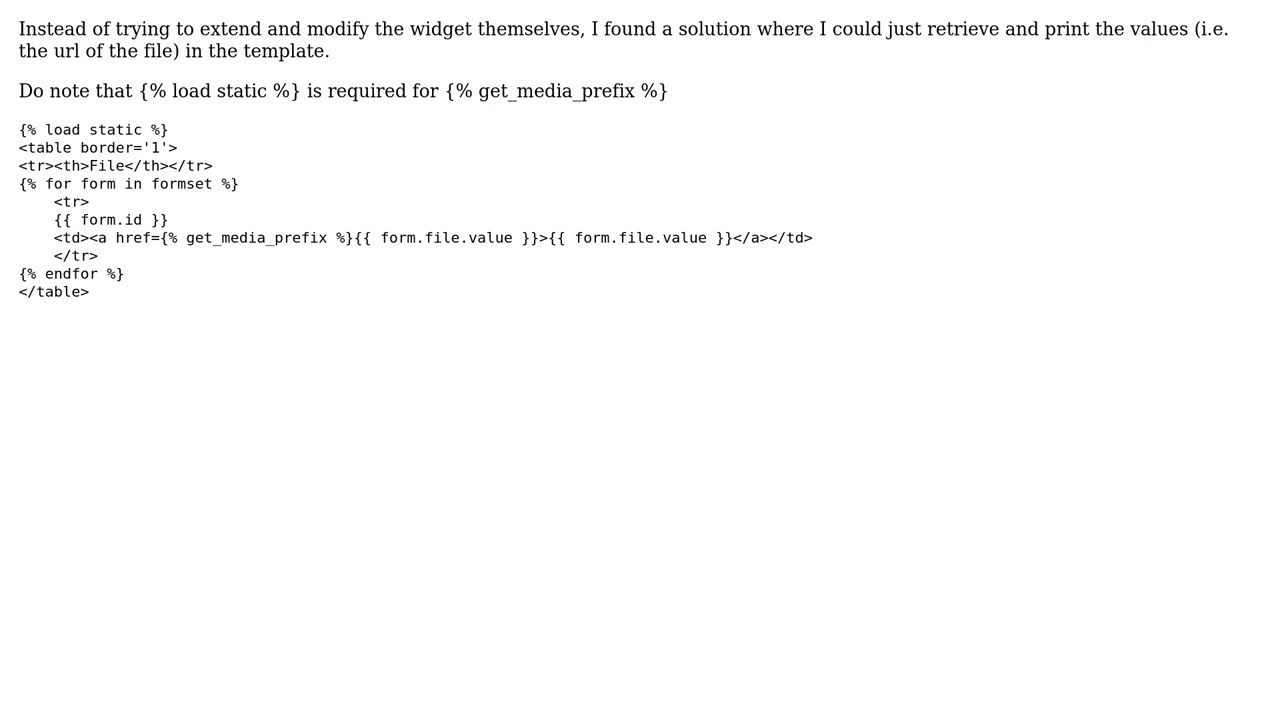 Instead of trying to extend and modify the widget themselves, I found a solution where I could just retrieve and print the values (i.e.
the url of the file) in the template.
Do note that {% load static %} is required for {% get_media_prefix %}
{% load static %}
<table border='1'>
<tr><th>File</th></tr>
{% for form in formset %}
    <tr>
    {{ form.id }}
    <td><a href={% get_media_prefix %}{{ form.file.value }}>{{ form.file.value }}</a></td>
    </tr>
{% endfor %}
</table>